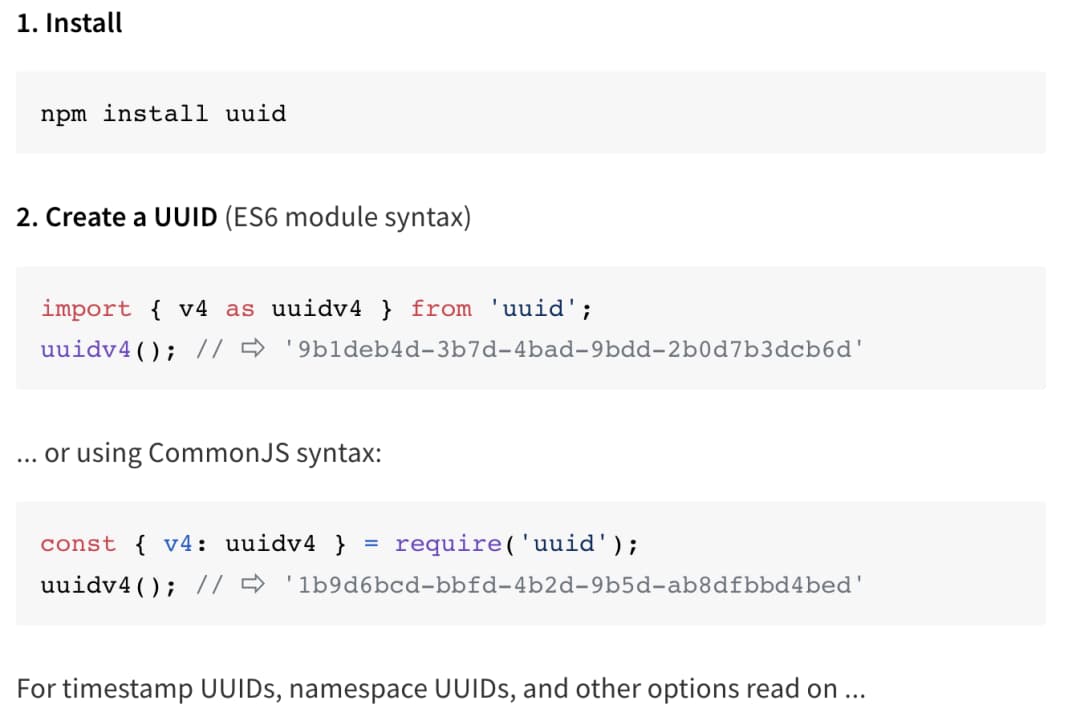 1. Install
npm install uuid
2. Create a UUID (ES6 module syntax)
import { v4 as uuidv4 } from 'uuid';
uuidv4(); // ⇨ '9b1deb4d-3b7d-4bad-9bdd-2b0d7b3dcb6d'
... or using CommonJS syntax:
const { v4: uuidv4 } = require('uuid');
uuidv4(); // ⇨ '1b9d6bcd-bbfd-4b2d-9b5d-ab8dfbbd4bed'
For timestamp UUIDs, namespace UUIDs, and other options read on ...